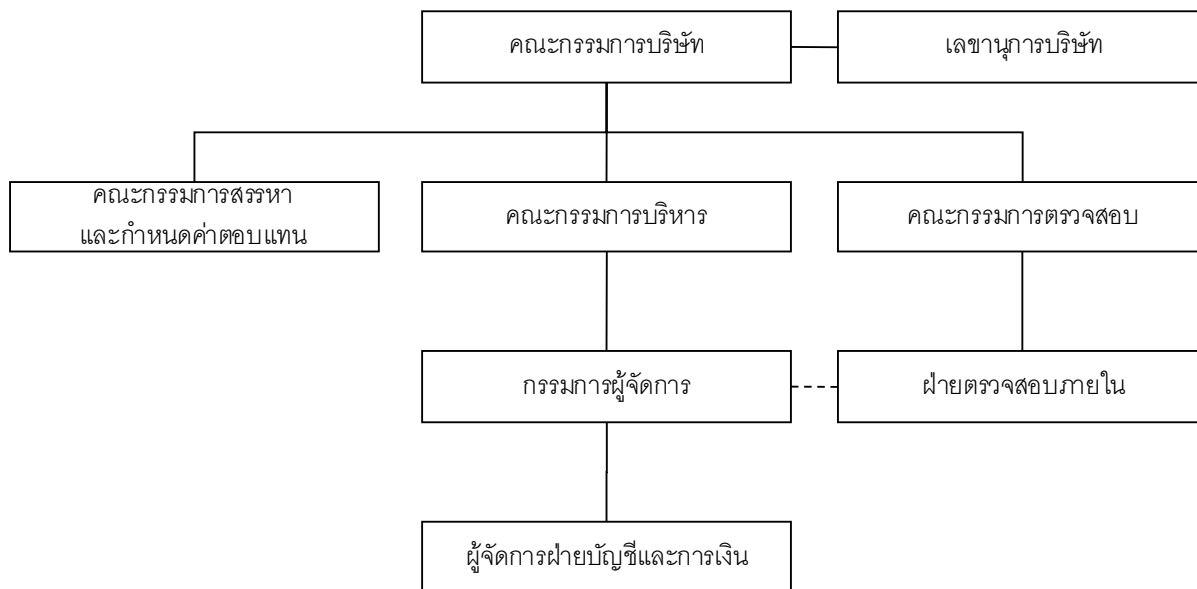 คณะกรรมการบริษัท
เลขานุการบริษัท
คณะกรรมการสรรหา
และกำหนดค่าตอบแทน
คณะกรรมการบริหาร
คณะกรรมการตรวจสอบ
กรรมการผู้จัดการ
ฝ่ายตรวจสอบภายใน
ผู้จัดการฝ่ายบัญชีและการเงิน